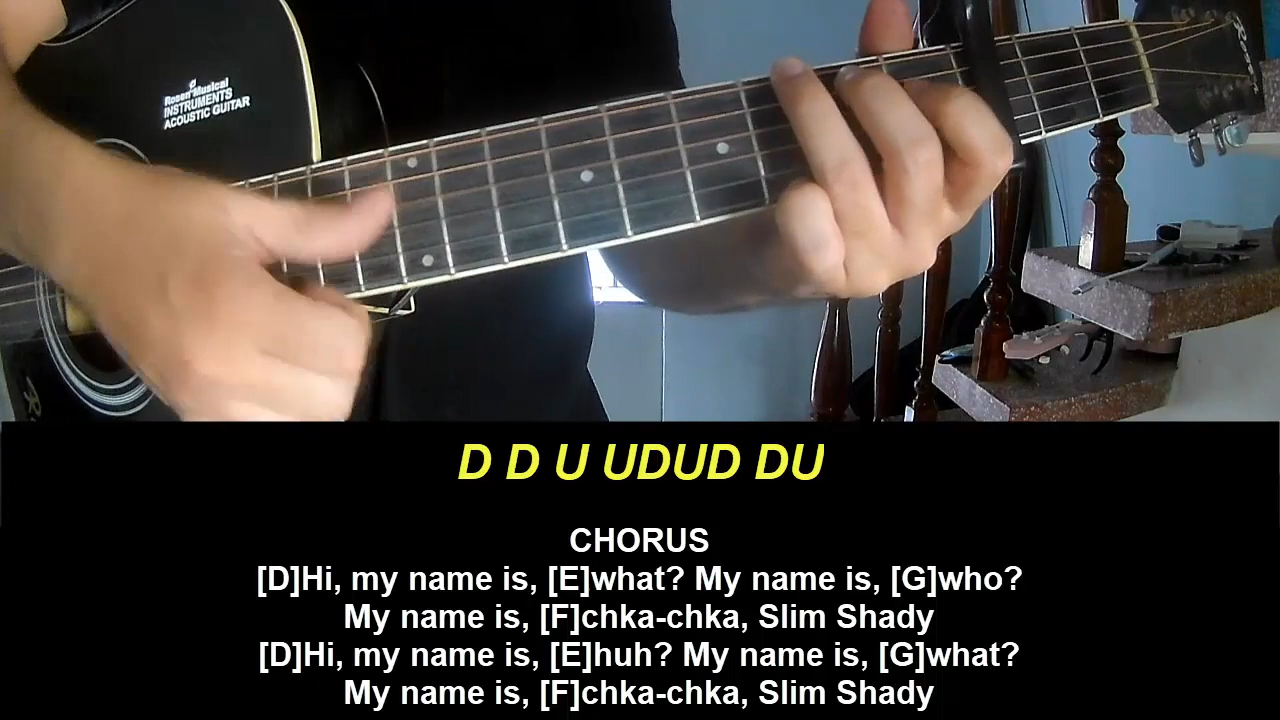 Rosen Musical
INSTRUMENTS
ACOUSTIC GUITAR
D D U UDUD DU
CHORUS
[D]Hi, my name is, [E]what? My name is, [G]who?
My name is, [F]chka-chka, Slim Shady
[D]Hi, my name is, [E]huh? My name is, [G]what?
My name is, [F]chka-chka, Slim Shady